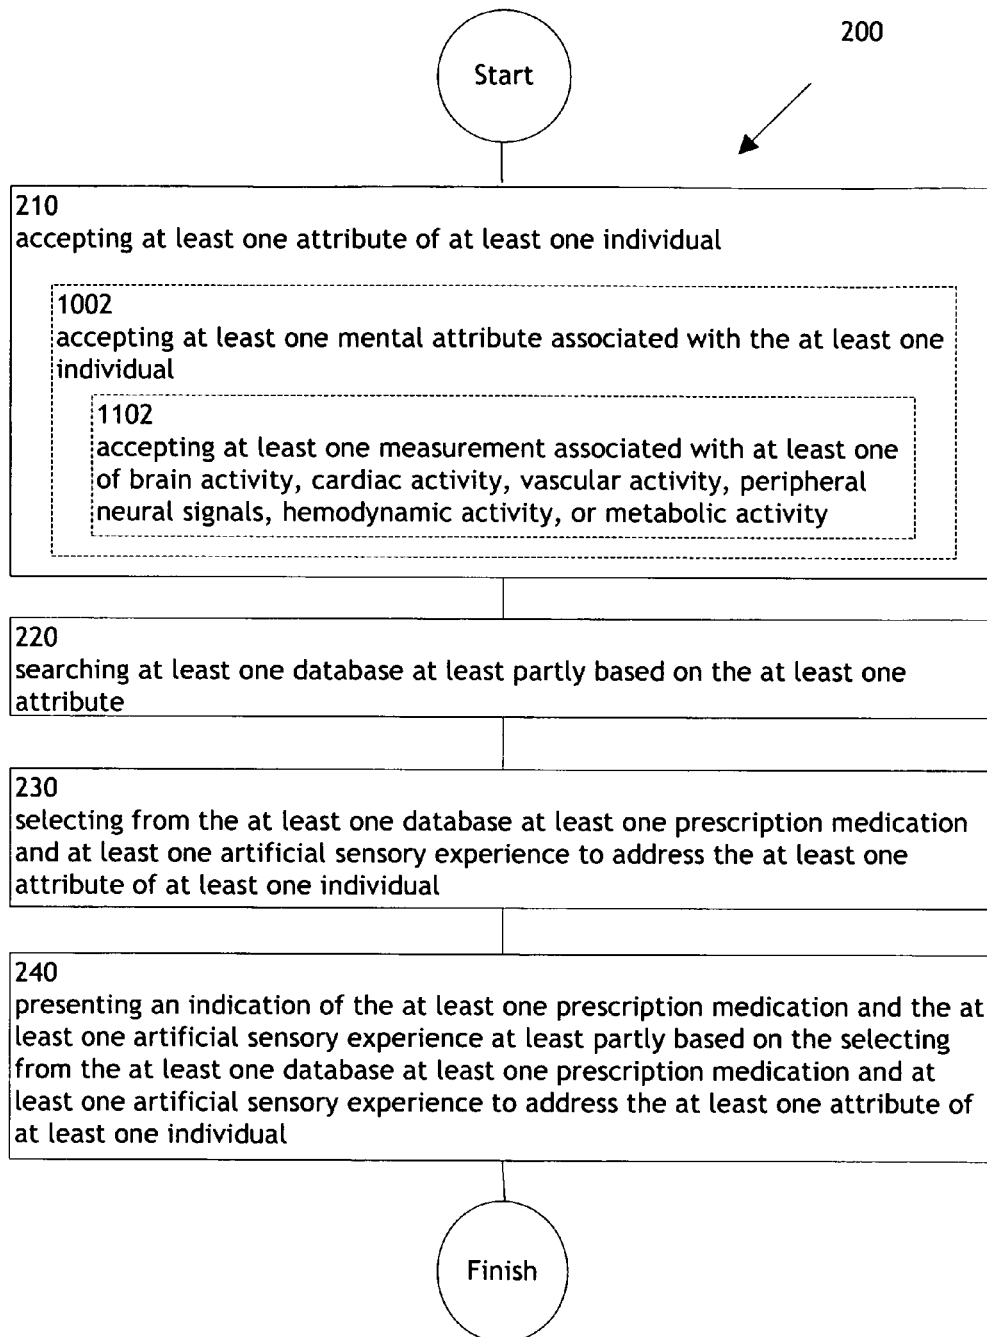 200
Start
210
accepting at least one attribute of at least one individual
1002
accepting at least one mental attribute associated with the at least one
individual
1102
accepting at least one measurement associated with at least one
of brain activity, cardiac activity, vascular activity, peripheral
neural signals, hemodynamic activity, or metabolic activity
220
searching at least one database at least partly based on the at least one
attribute
230
selecting from the at least one database at least one prescription medication
and at least one artificial sensory experience to address the at least one
attribute of at least one individual
240
presenting an indication of the at least one prescription medication and the at
least one artificial sensory experience at least partly based on the selecting
from the at least one database at least one prescription medication and at
least one artificial sensory experience to address the at least one attribute of
at least one individual
Finish